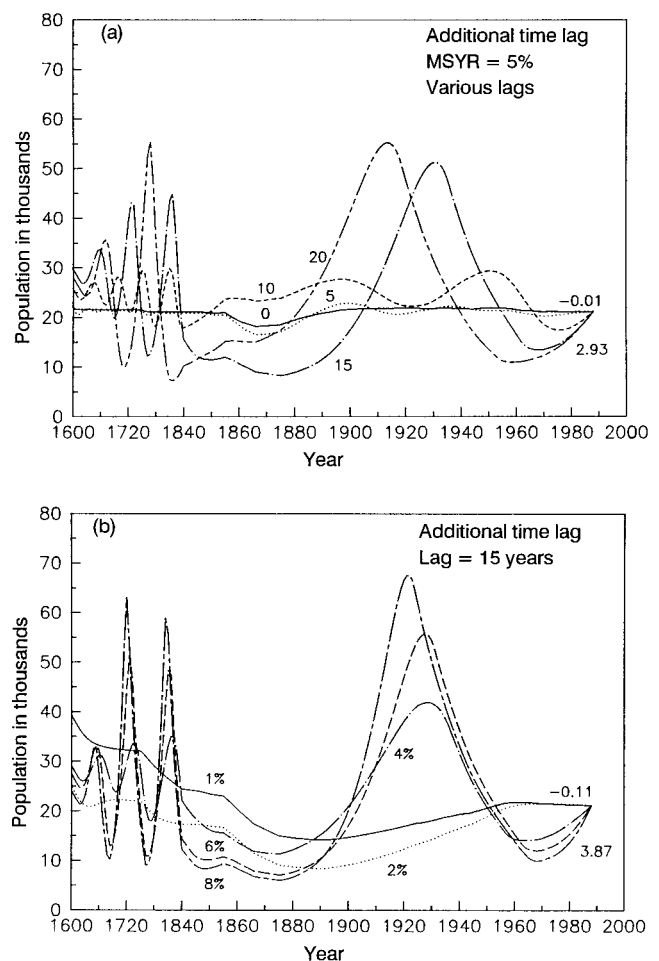 (a)
Additional time lag
MSYR = 5%
Various lags
80
70
60
50
40
30
20
10
0
Population in thousands
20
10
0
5
15
−0.01
2.93
1600 1720 1840 1860 1880 1900 1920 1940 1960 1980 2000
Year
(b)
Additional time lag
Lag = 15 years
80
70
60
50
40
30
20
10
0
Population in thousands
1%
4%
6%
8%
2%
−0.11
3.87
1600 1720 1840 1860 1880 1900 1920 1940 1960 1980 2000
Year